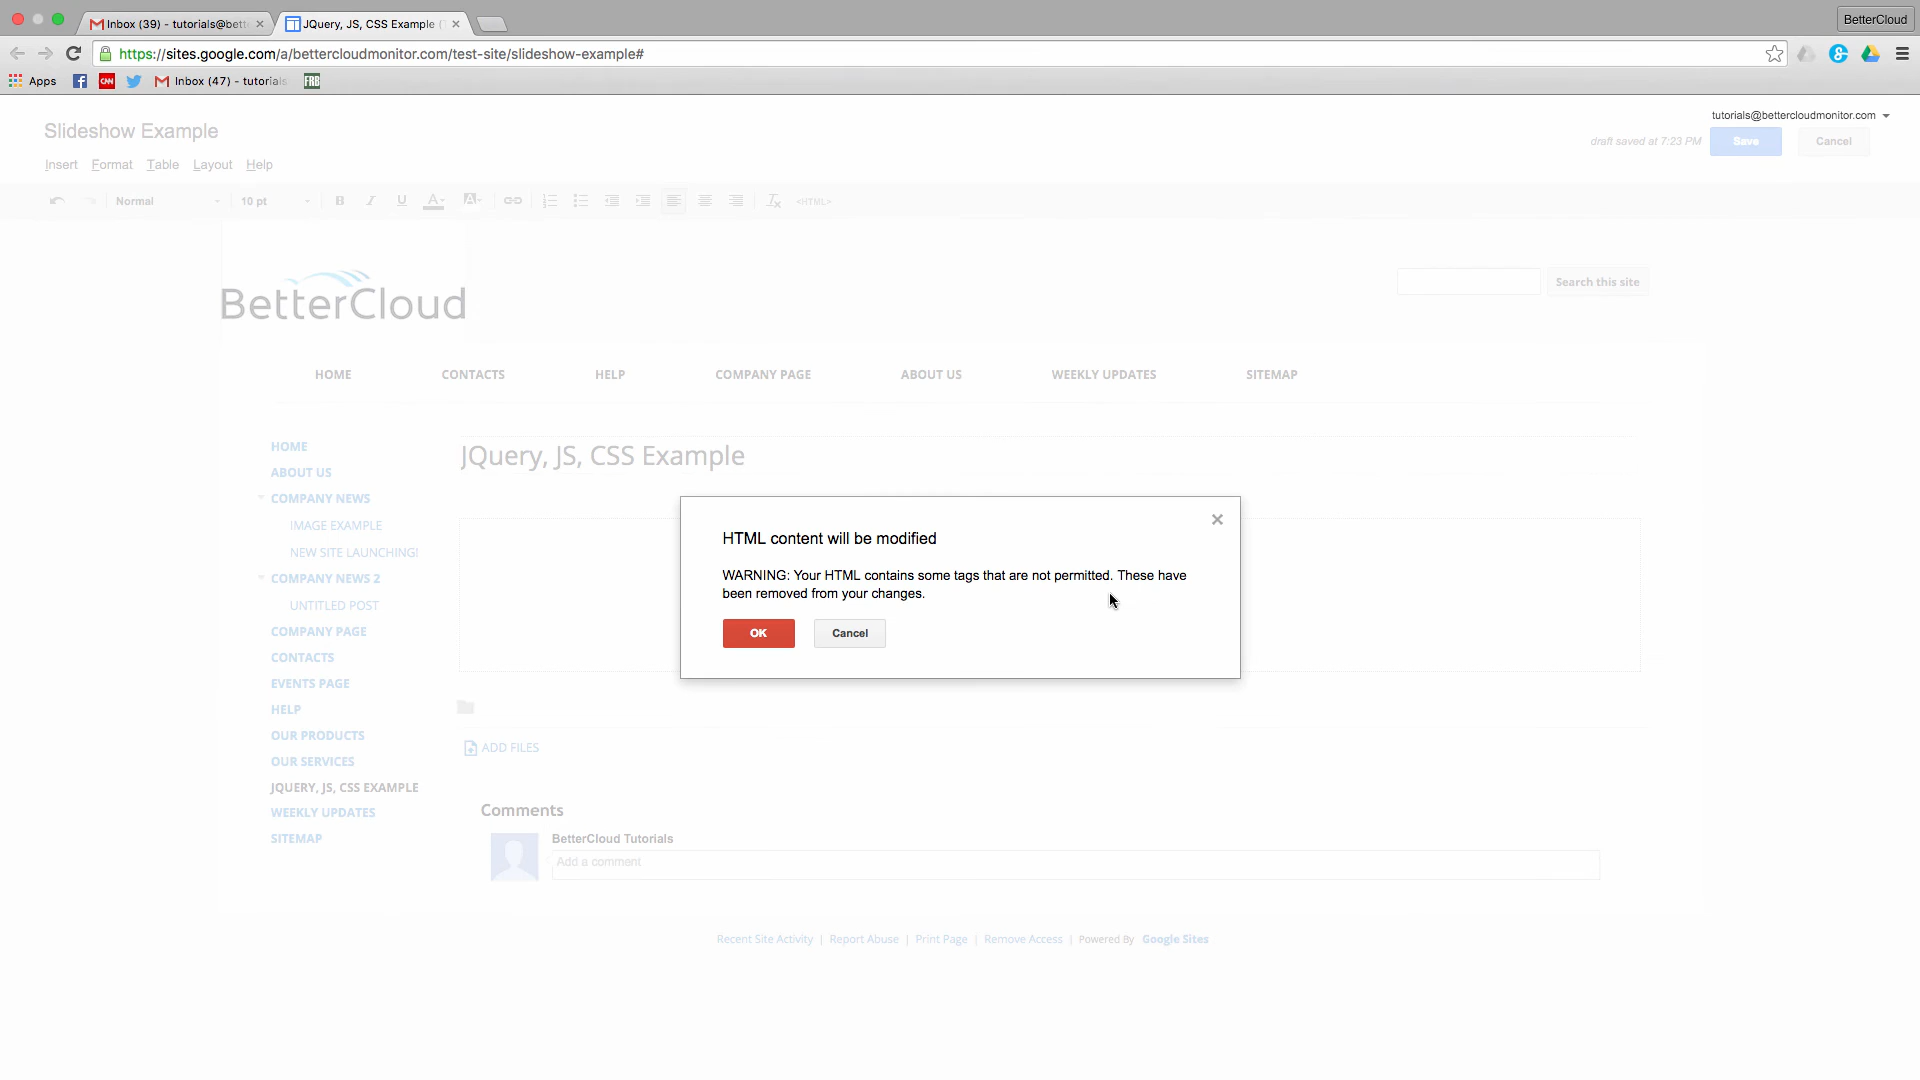 Inbox (39) - tutorials@bett
JQuery, JS, CSS Example (
BetterCloud
https://sites.google.com/a/bettercloudmonitor.com/test-site/slideshow-example#
Apps
CNN
Inbox (47) - tutorials
FRB
tutorials@bettercloudmonitor.com
Slideshow Example
draft saved at 7:23 PM
Save
Cancel
Insert Format Table Layout Help
Normal 10 pt B I U A A <HTML>
BetterCloud
Search this site
HOME CONTACTS HELP COMPANY PAGE ABOUT US WEEKLY UPDATES SITEMAP
HOME
ABOUT US
COMPANY NEWS
IMAGE EXAMPLE
NEW SITE LAUNCHING!
COMPANY NEWS 2
UNTITLED POST
COMPANY PAGE
CONTACTS
EVENTS PAGE
HELP
OUR PRODUCTS
OUR SERVICES
JQUERY, JS, CSS EXAMPLE
WEEKLY UPDATES
SITEMAP
JQuery, JS, CSS Example
HTML content will be modified
WARNING: Your HTML contains some tags that are not permitted. These have
been removed from your changes.
OK Cancel
ADD FILES
Comments
BetterCloud Tutorials
Add a comment
Recent Site Activity | Report Abuse | Print Page | Remove Access | Powered By Google Sites